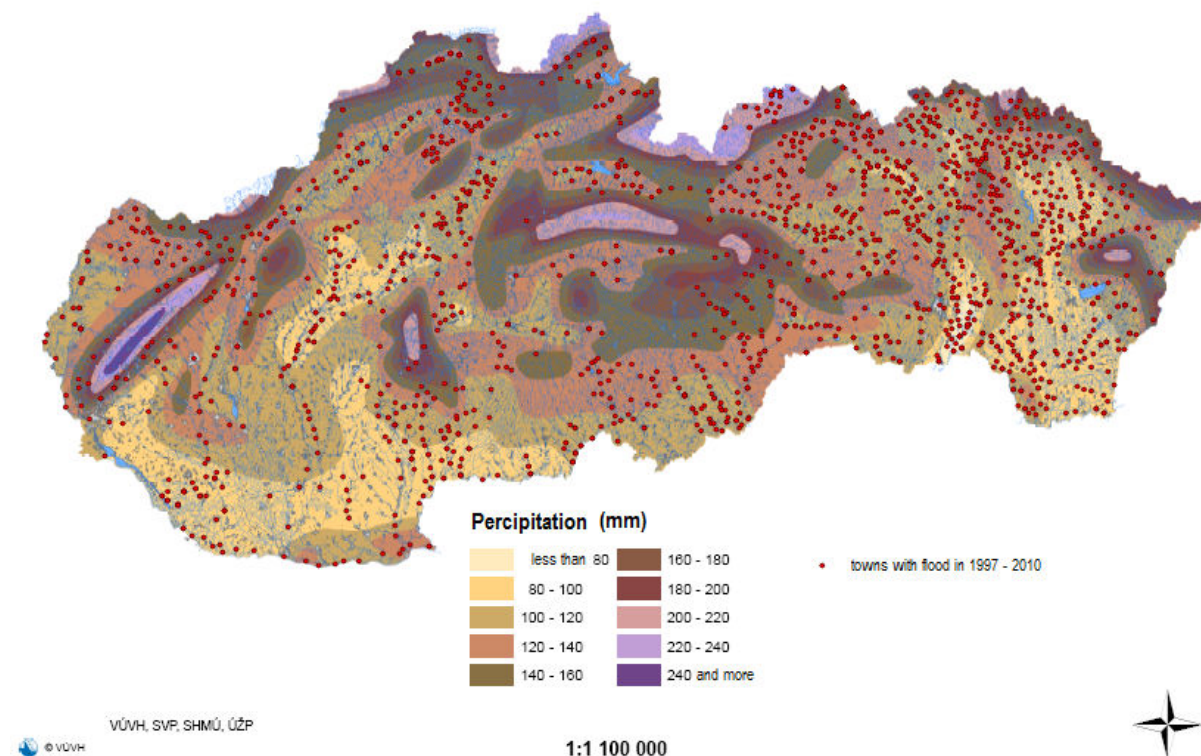 Percipitation (mm)
less than 80
80 - 100
100 - 120
120 - 140
140 - 160
160 - 180
180 - 200
200 - 220
220 - 240
240 and more
towns with flood in 1997 - 2010
VÚVH, SVP, SHMÚ, ÚŽP
© VÚVH
1:1 100 000